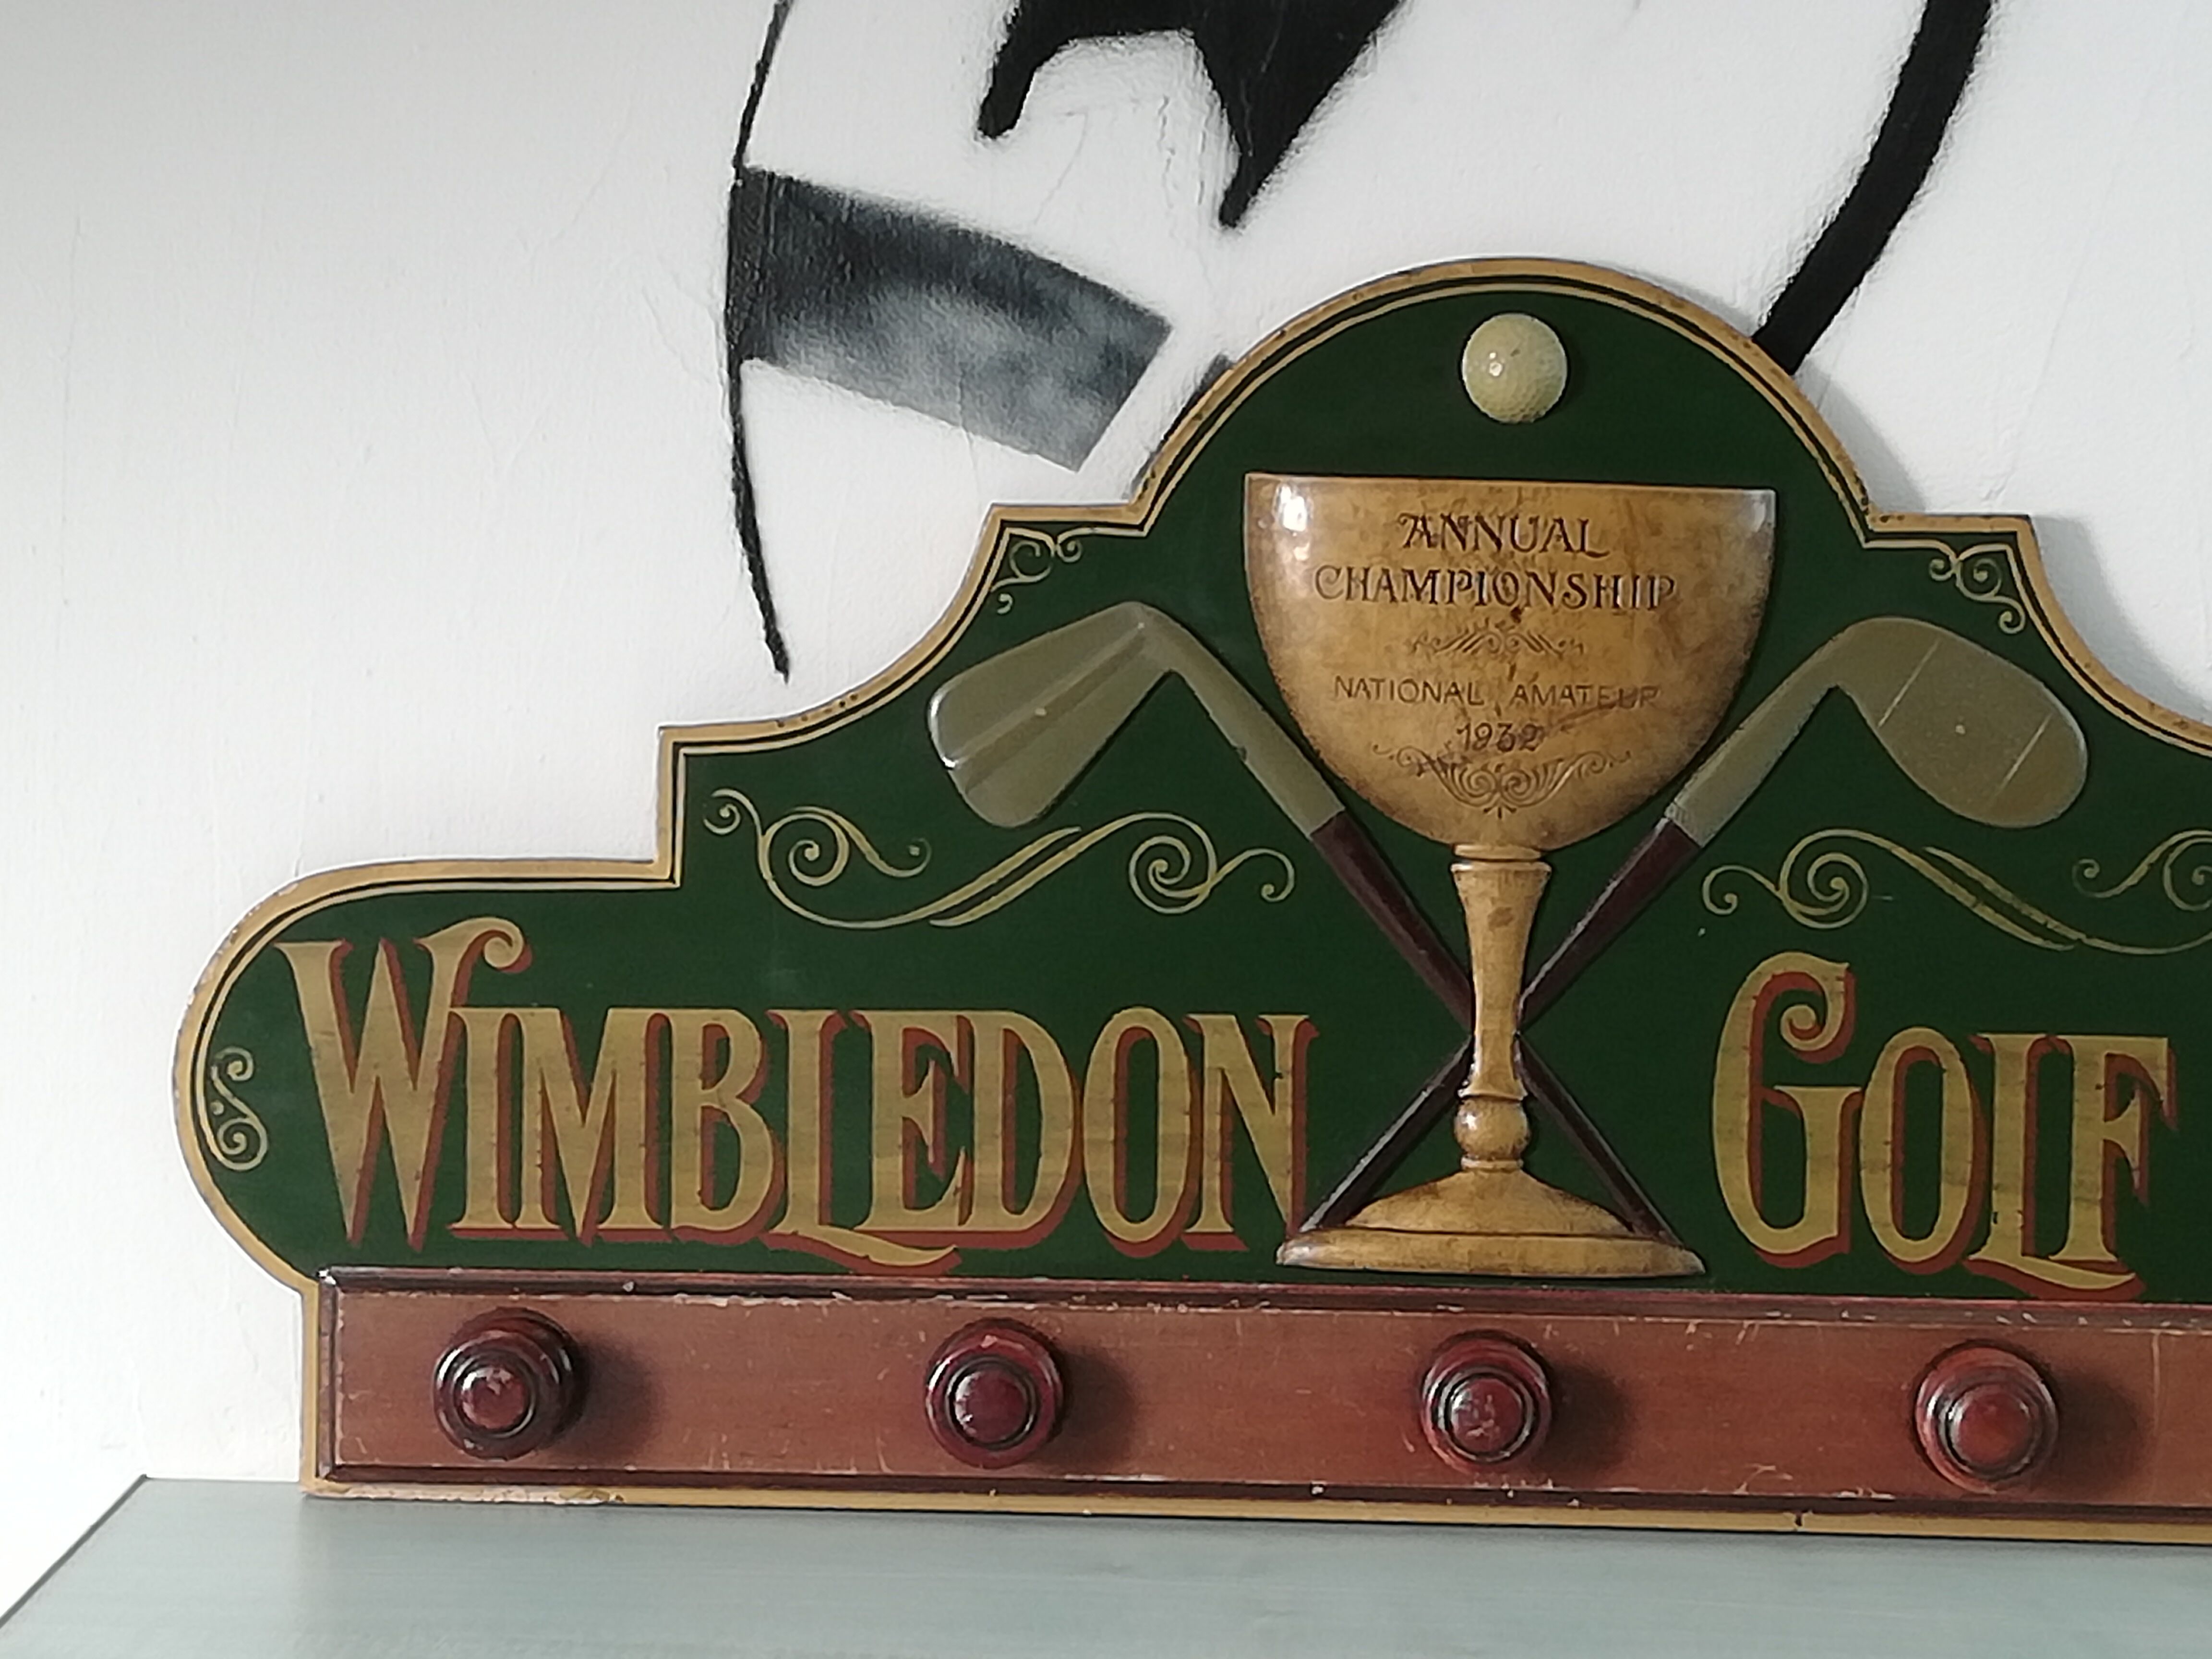 ANNUAL
CHAMPIONSHIP
NATIONAL AMATEUR
1932
WIMBLEDON GOLF